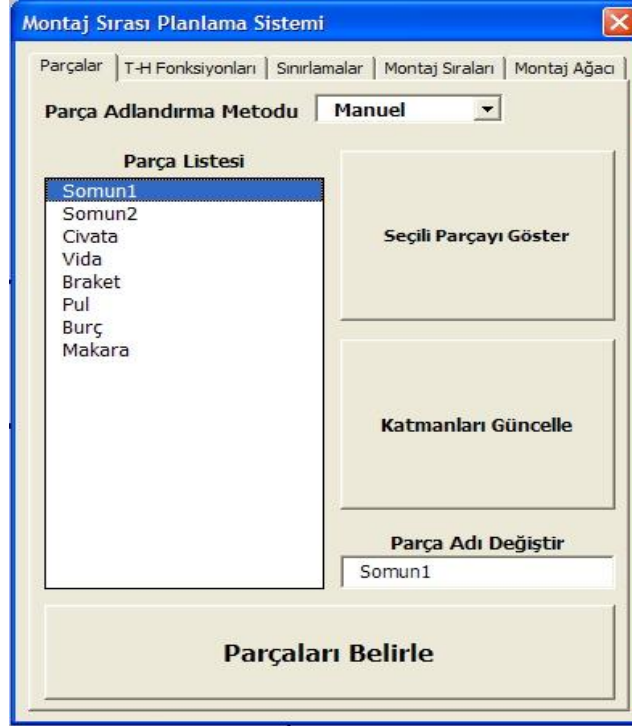 Montaj Sırası Planlama Sistemi
Parçalar T-H Fonksiyonları Sınırlamalar Montaj Sıraları Montaj Ağacı
Parça Adlandırma Metodu Manuel
Parça Listesi
Somun1
Somun2
Civata
Vida
Braket
Pul
Burç
Makara
Seçili Parçayı Göster
Katmanları Güncelle
Parça Adı Değiştir
Somun1
Parçaları Belirle